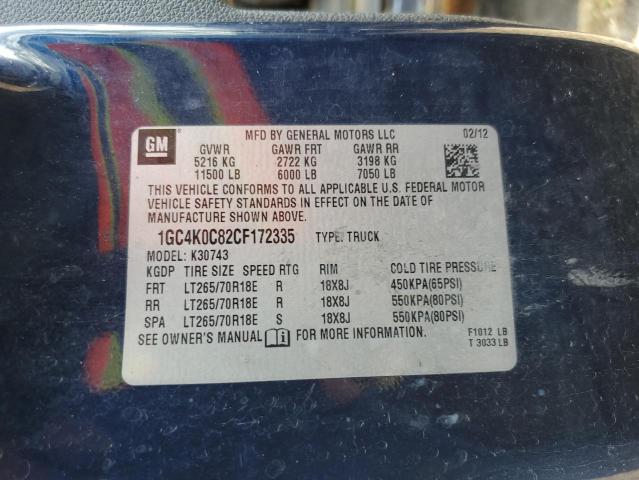 GM
MFD BY GENERAL MOTORS LLC 02/12
GVWR GAWR FRT GAWR RR
5216 KG 2722 KG 3198 KG
11500 LB 6000 LB 7050 LB
THIS VEHICLE CONFORMS TO ALL APPLICABLE U.S. FEDERAL MOTOR
VEHICLE SAFETY STANDARDS IN EFFECT ON THE DATE OF
MANUFACTURE SHOWN ABOVE.
1GC4K0C82CF172335 TYPE: TRUCK
MODEL: K30743
KGDP TIRE SIZE SPEED RTG RIM COLD TIRE PRESSURE
FRT LT265/70R18E R 18X8J 450KPA(65PSI)
RR LT265/70R18E R 18X8J 550KPA(80PSI)
SPA LT265/70R18E S 18X8J 550KPA(80PSI)
SEE OWNER'S MANUAL FOR MORE INFORMATION. F1012 LB
T 3033 LB